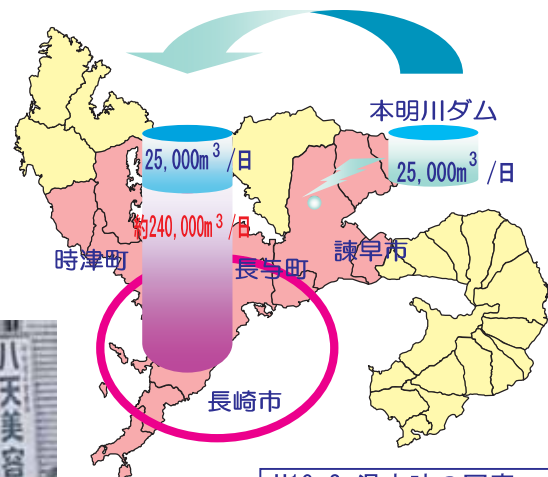 本明川ダム
25,000m³/日
25,000m³/日
約240,000m³/日
時津町
長与町
諫早市
長崎市
八天美容